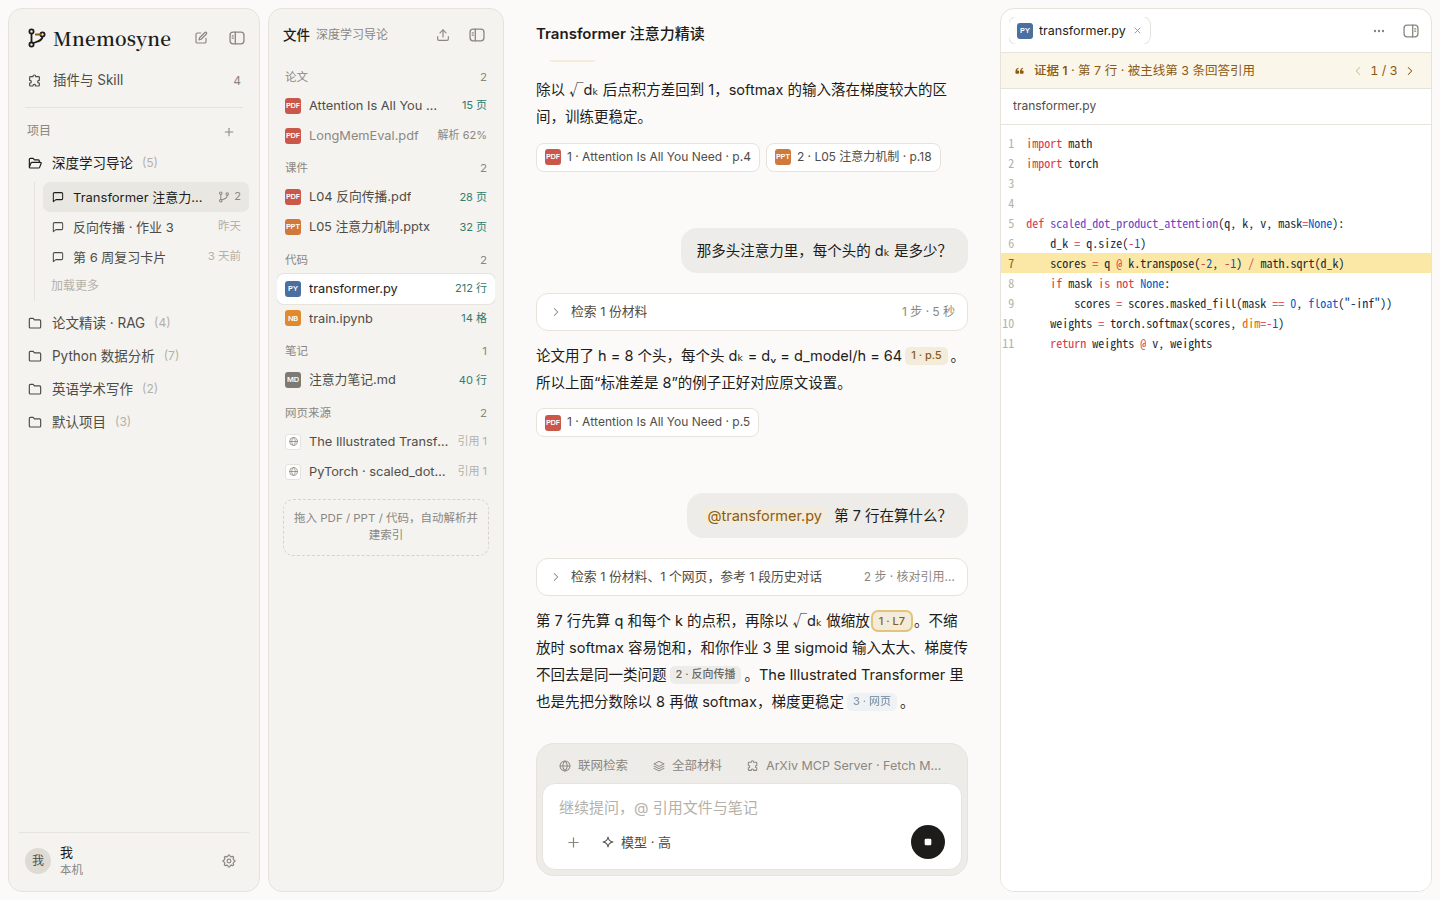 Mnemosyne
插件与 Skill 4
项目
深度学习导论 (5)
Transformer 注意力... 2
反向传播 · 作业 3 昨天
第 6 周复习卡片 3 天前
加载更多
论文精读 · RAG (4)
Python 数据分析 (7)
英语学术写作 (2)
默认项目 (3)
我 我
本机
文件 深度学习导论
论文 2
PDF Attention Is All You ... 15 页
PDF LongMemEval.pdf 解析 62%
课件 2
PDF L04 反向传播.pdf 28 页
PPT L05 注意力机制.pptx 32 页
代码 2
PY transformer.py 212 行
NB train.ipynb 14 格
笔记 1
MD 注意力笔记.md 40 行
网页来源 2
The Illustrated Transf... 引用 1
PyTorch · scaled_dot... 引用 1
拖入 PDF / PPT / 代码，自动解析并
建索引
Transformer 注意力精读
除以 √dₖ 后点积方差回到 1，softmax 的输入落在梯度较大的区
间，训练更稳定。
PDF 1 · Attention Is All You Need · p.4 PPT 2 · L05 注意力机制 · p.18
那多头注意力里，每个头的 dₖ 是多少？
检索 1 份材料 1 步 · 5 秒
论文用了 h = 8 个头，每个头 dₖ = dᵥ = d_model/h = 64 1 · p.5 。
所以上面“标准差是 8”的例子正好对应原文设置。
PDF 1 · Attention Is All You Need · p.5
@transformer.py 第 7 行在算什么？
检索 1 份材料、1 个网页，参考 1 段历史对话 2 步 · 核对引用...
第 7 行先算 q 和每个 k 的点积，再除以 √dₖ 做缩放 1 · L7 。不缩
放时 softmax 容易饱和，和你作业 3 里 sigmoid 输入太大、梯度传
不回去是同一类问题 2 · 反向传播 。The Illustrated Transformer 里
也是先把分数除以 8 再做 softmax，梯度更稳定 3 · 网页 。
联网检索 全部材料 ArXiv MCP Server · Fetch M...
继续提问，@ 引用文件与笔记
模型 · 高
PY transformer.py ×
证据 1 · 第 7 行 · 被主线第 3 条回答引用 1 / 3
transformer.py
1 import math
2 import torch
3
4
5 def scaled_dot_product_attention(q, k, v, mask=None):
6 d_k = q.size(-1)
7 scores = q @ k.transpose(-2, -1) / math.sqrt(d_k)
8 if mask is not None:
9 scores = scores.masked_fill(mask == 0, float("-inf"))
10 weights = torch.softmax(scores, dim=-1)
11 return weights @ v, weights